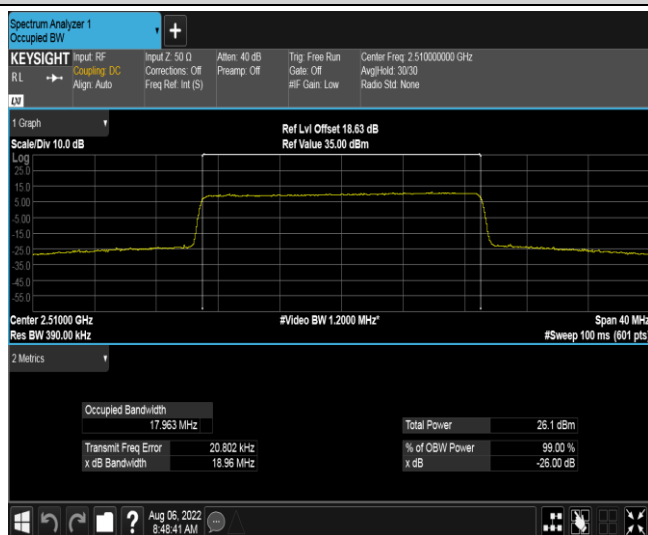 Spectrum Analyzer 1
Occupied BW
+
KEYSIGHT
RL
LXI
Input: RF
Coupling: DC
Align: Auto
Input Z: 50 Ω
Corrections: Off
Freq Ref: Int (S)
Atten: 40 dB
Preamp: Off
Trig: Free Run
Gate: Off
#IF Gain: Low
Center Freq: 2.510000000 GHz
Avg|Hold: 30/30
Radio Std: None
1 Graph
Scale/Div 10.0 dB
Ref Lvl Offset 18.63 dB
Ref Value 35.00 dBm
Log
25.0
15.0
5.00
-5.00
-15.0
-25.0
-35.0
-45.0
-55.0
Center 2.51000 GHz
Res BW 390.00 kHz
#Video BW 1.2000 MHz*
Span 40 MHz
#Sweep 100 ms (601 pts)
2 Metrics
Occupied Bandwidth
17.963 MHz
Transmit Freq Error 20.802 kHz
x dB Bandwidth 18.96 MHz
Total Power 26.1 dBm
% of OBW Power 99.00 %
x dB -26.00 dB
?
Aug 06, 2022
8:48:41 AM